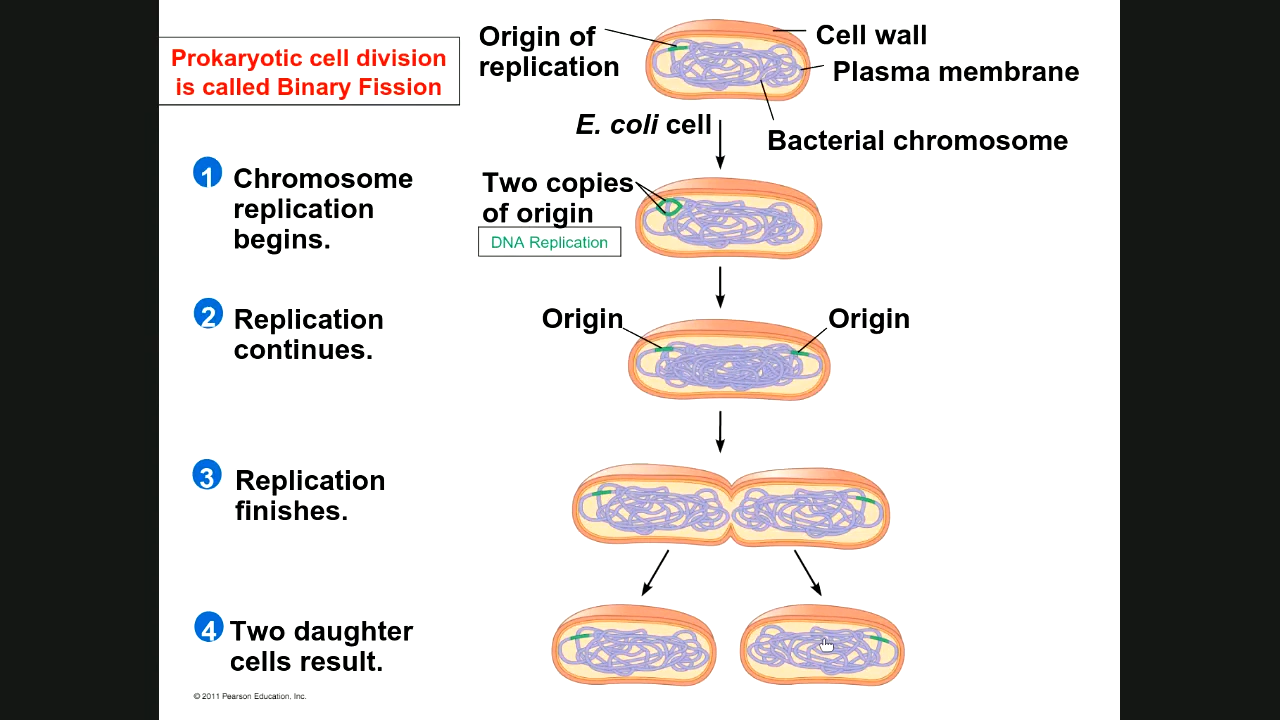 Prokaryotic cell division
is called Binary Fission
Origin of
replication
Cell wall
Plasma membrane
E. coli cell
Bacterial chromosome
1
Chromosome
replication
begins.
Two copies
of origin
DNA Replication
2
Replication
continues.
Origin
Origin
3
Replication
finishes.
4
Two daughter
cells result.
© 2011 Pearson Education, Inc.